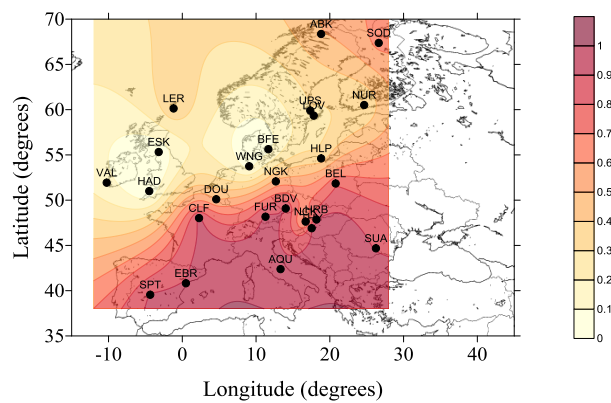 70
65
60
55
50
45
40
35
Latitude (degrees)
-10 0 10 20 30 40
Longitude (degrees)
ABK
SOD
LER
NUR
UPS
ESK
BFE
HLP
WNG
VAL
HAD
NGK
BEL
DOU
CLF
FUR
BDV
HRB
SUA
AQU
EBR
SPT
1
0.9
0.8
0.7
0.6
0.5
0.4
0.3
0.2
0.1
0